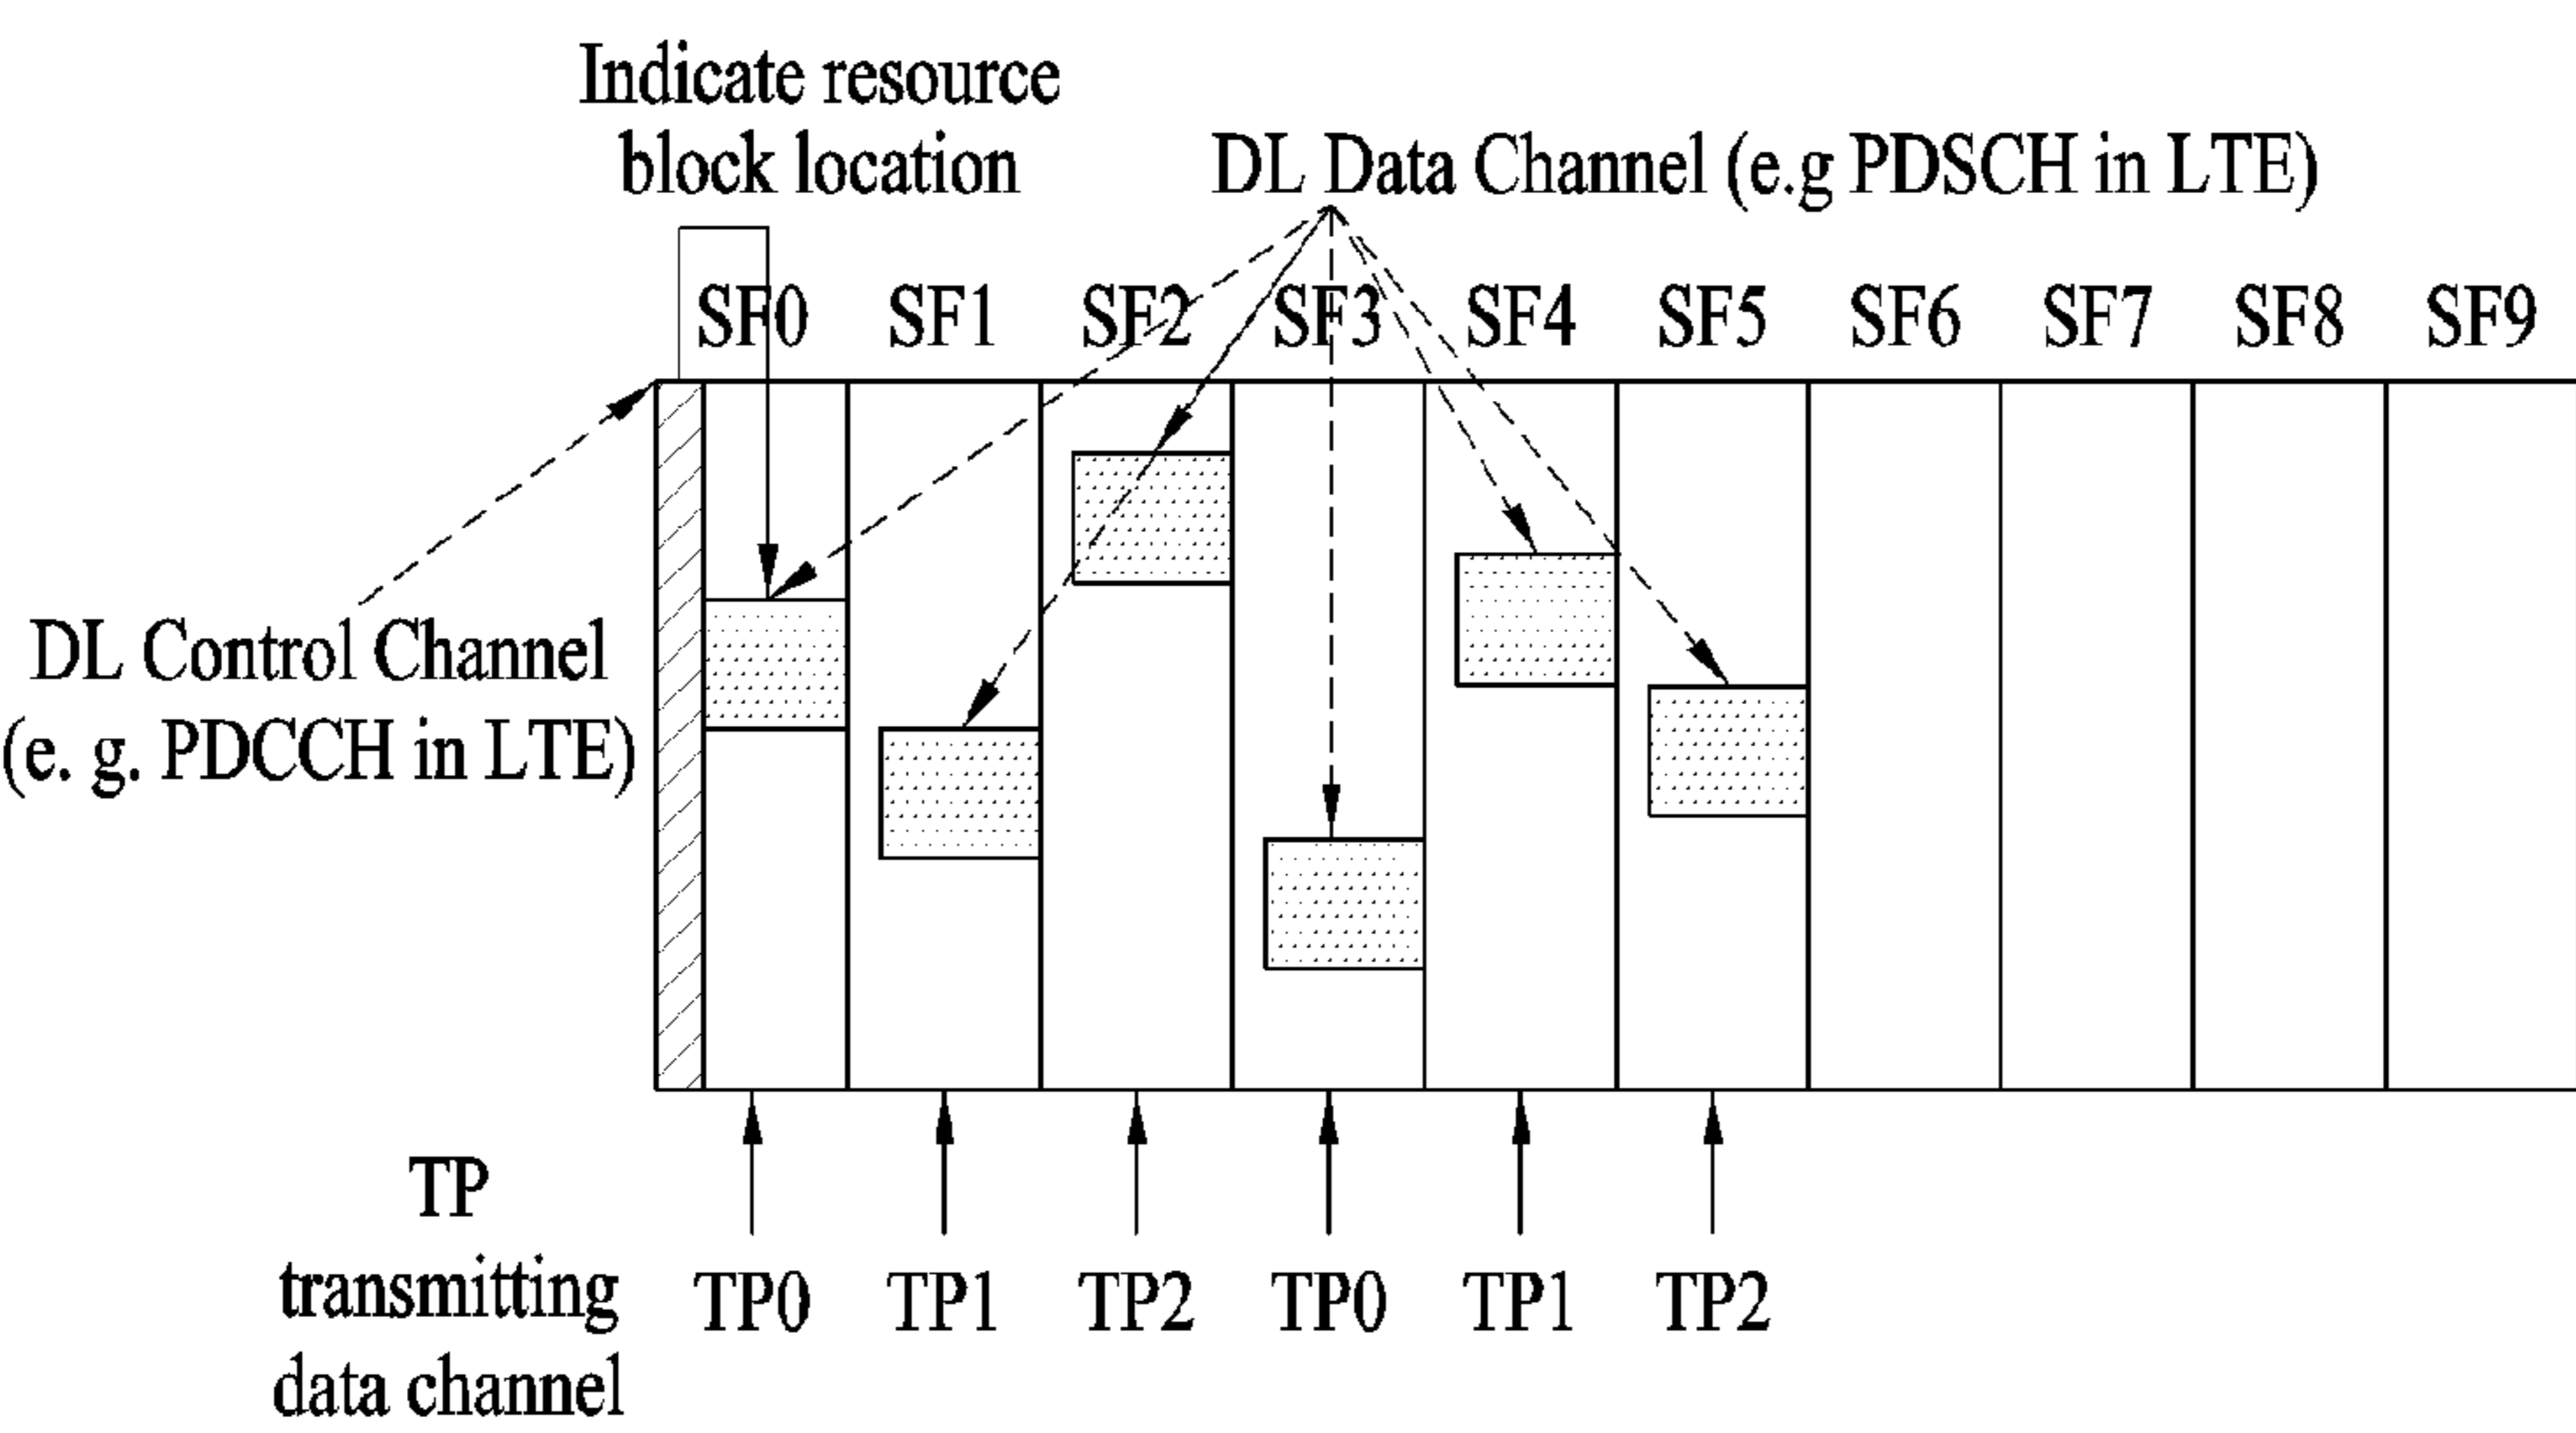 Indicate resource
block location
DL Data Channel (e.g PDSCH in LTE)
SF0 SF1 SF2 SF3 SF4 SF5 SF6 SF7 SF8 SF9
DL Control Channel
(e. g. PDCCH in LTE)
TP
transmitting
data channel
TP0 TP1 TP2 TP0 TP1 TP2